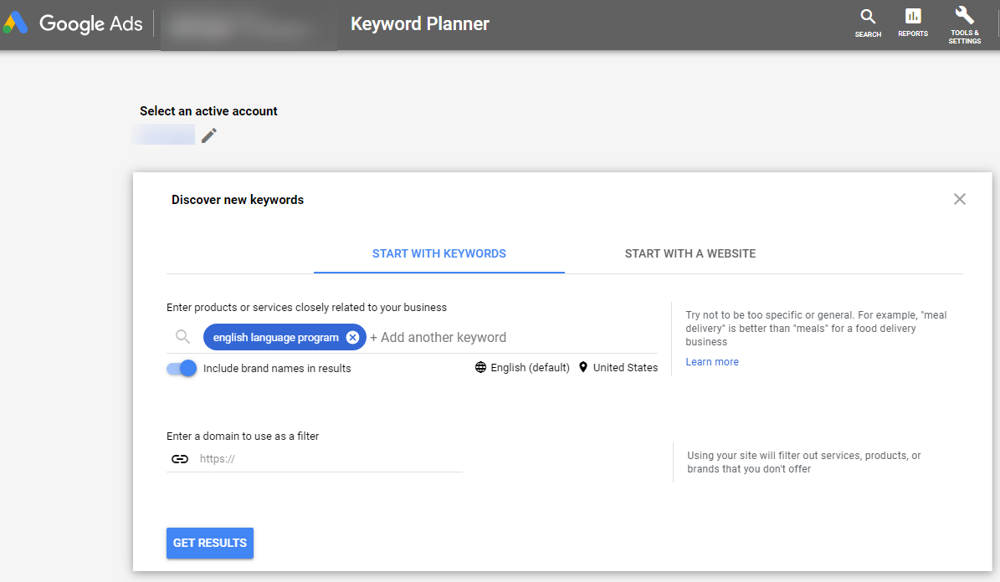 Google Ads
Keyword Planner
SEARCH
REPORTS
TOOLS &
SETTINGS
Select an active account
Discover new keywords
START WITH KEYWORDS
START WITH A WEBSITE
Enter products or services closely related to your business
english language program
+ Add another keyword
Include brand names in results
English (default)
United States
Try not to be too specific or general. For example, "meal
delivery" is better than "meals" for a food delivery
business
Learn more
Enter a domain to use as a filter
https://
Using your site will filter out services, products, or
brands that you don't offer
GET RESULTS